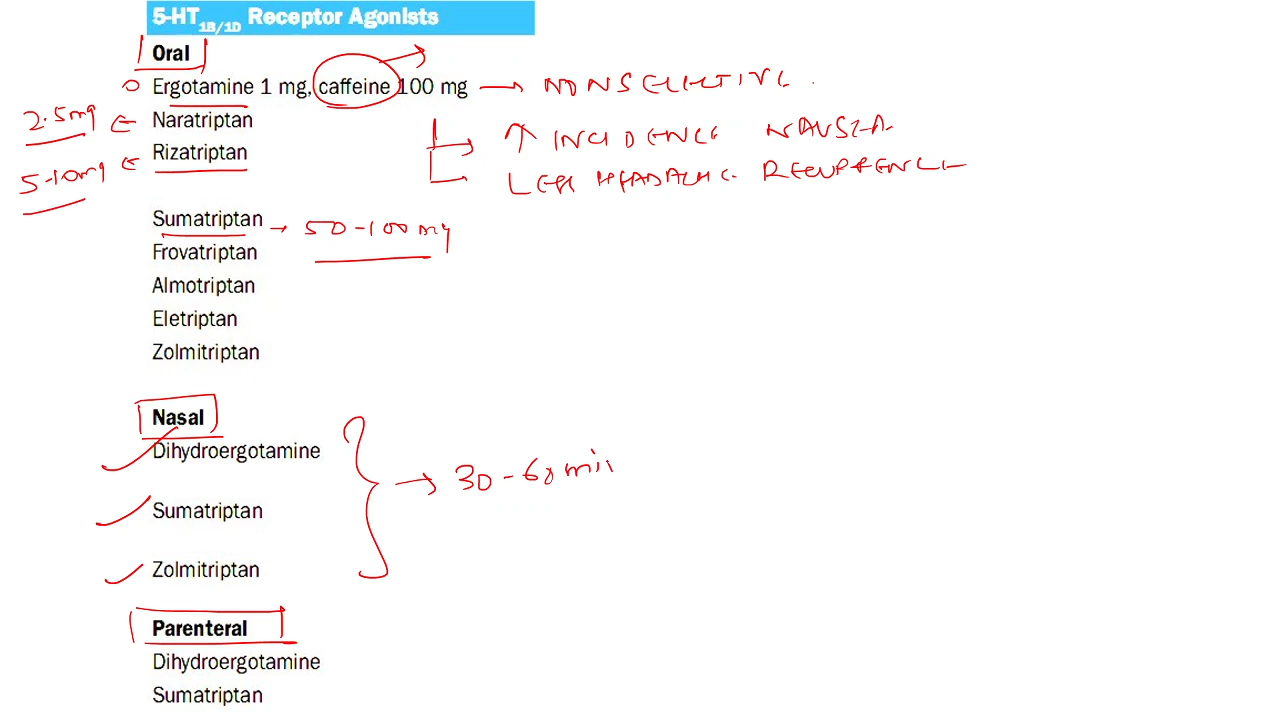 5-HT1B/1D Receptor Agonists
Oral
Ergotamine 1 mg, caffeine 100 mg → NONSELECTIVE
2.5mg ← Naratriptan
↑ INCIDENCE NAUSEA
5-10mg ← Rizatriptan
LESS HEADACHE RECURRENCE
Sumatriptan → 50-100 mg
Frovatriptan
Almotriptan
Eletriptan
Zolmitriptan
Nasal
Dihydroergotamine
→ 30-60 min
Sumatriptan
Zolmitriptan
Parenteral
Dihydroergotamine
Sumatriptan